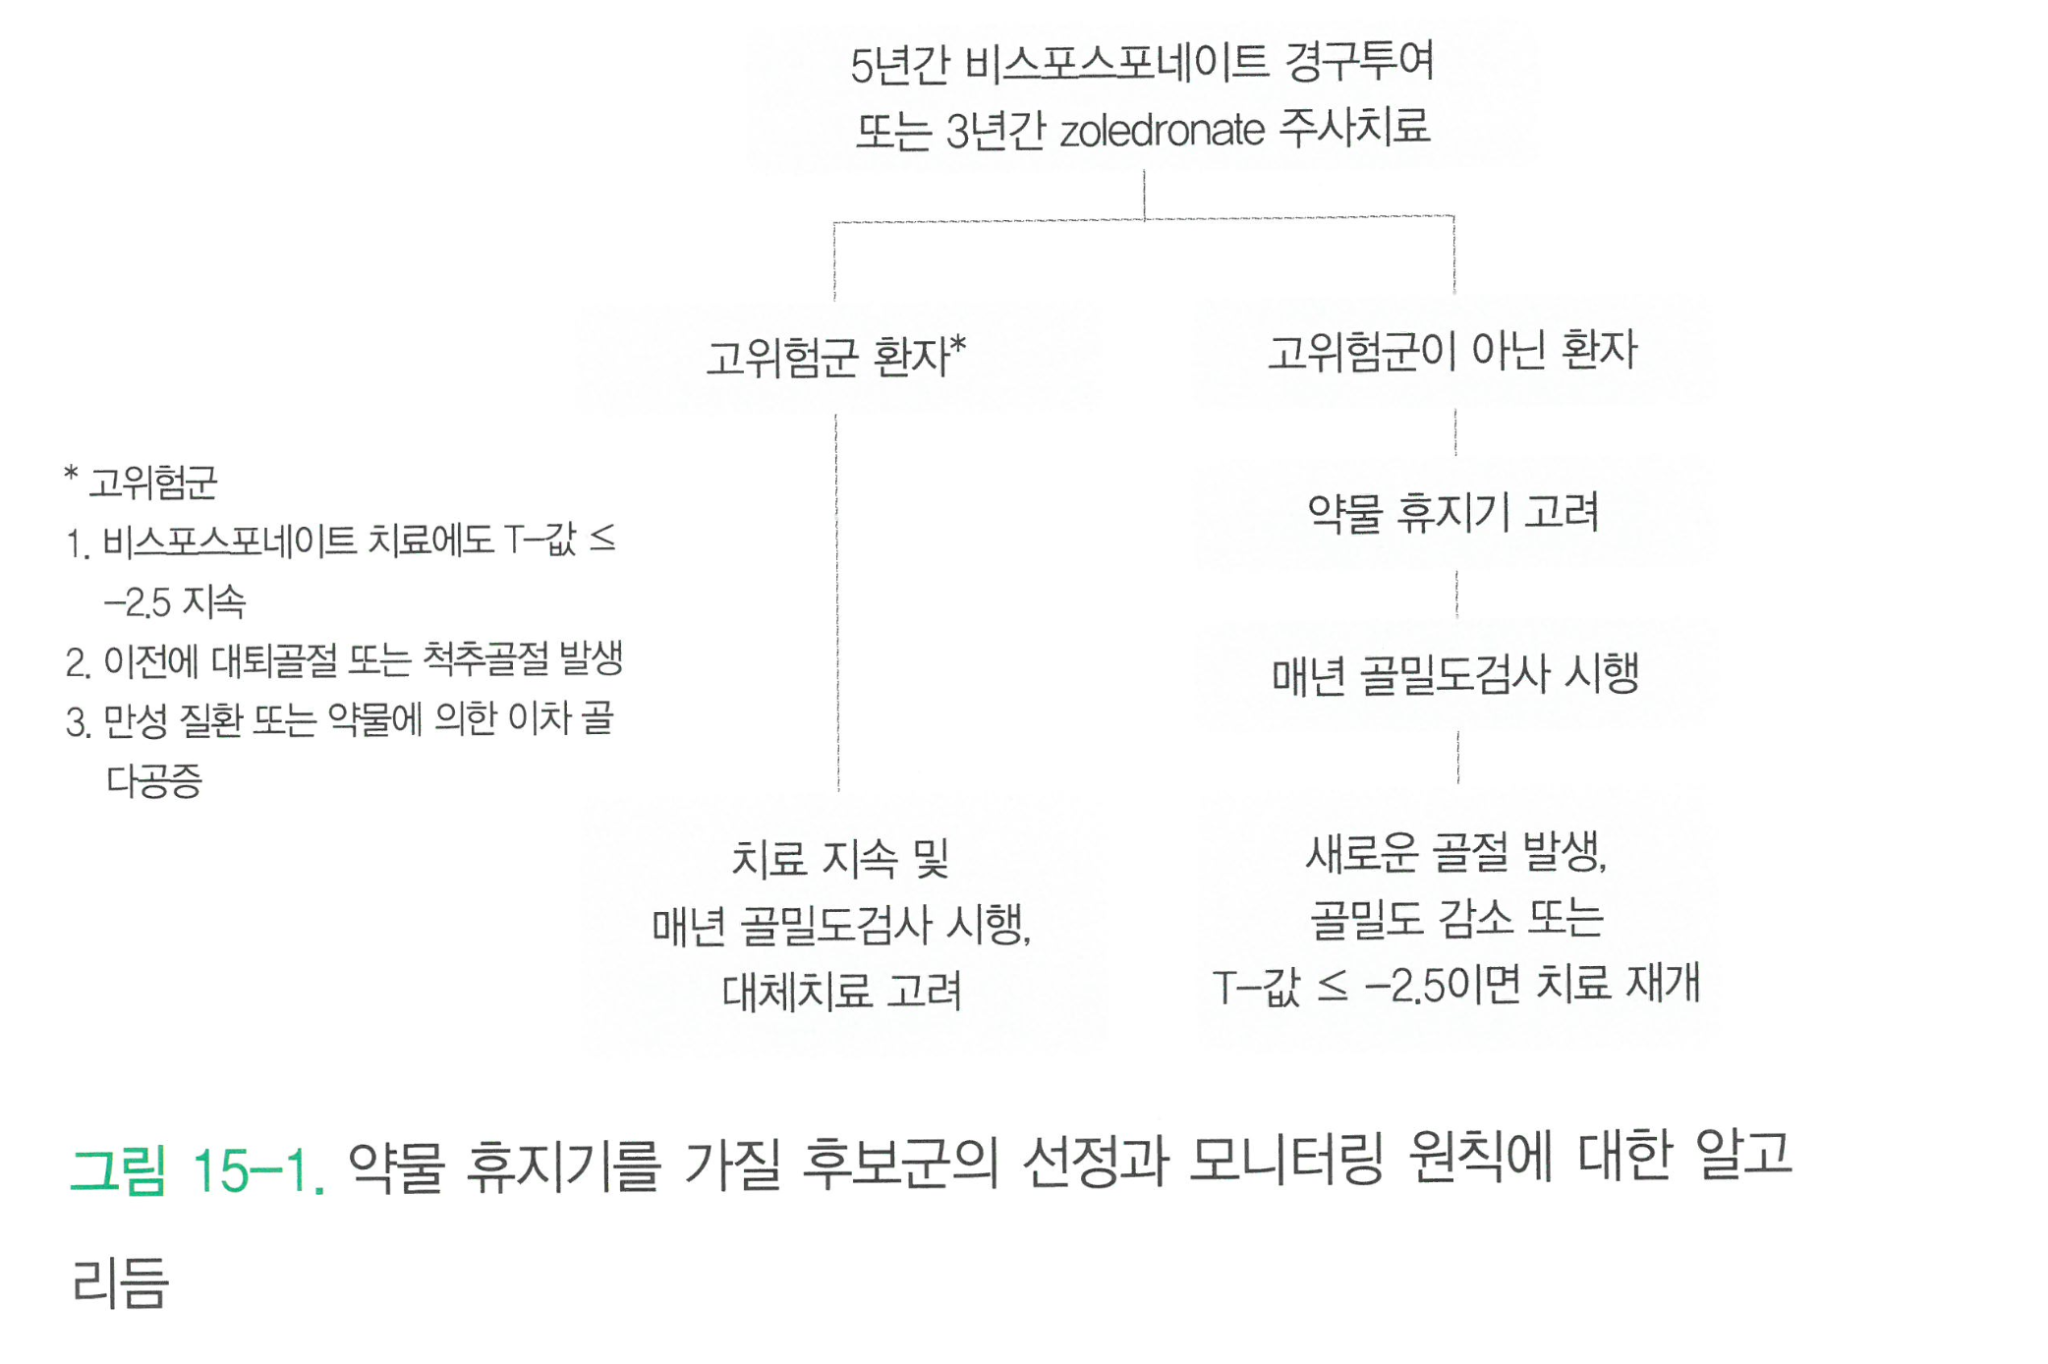 5년간 비스포스포네이트 경구투여
또는 3년간 zoledronate 주사치료
고위험군 환자*
고위험군이 아닌 환자
약물 휴지기 고려
매년 골밀도검사 시행
* 고위험군
1. 비스포스포네이트 치료에도 T-값 ≤
-2.5 지속
2. 이전에 대퇴골절 또는 척추골절 발생
3. 만성 질환 또는 약물에 의한 이차 골
다공증
치료 지속 및
매년 골밀도검사 시행,
대체치료 고려
새로운 골절 발생,
골밀도 감소 또는
T-값 ≤ -2.5이면 치료 재개
그림 15-1. 약물 휴지기를 가질 후보군의 선정과 모니터링 원칙에 대한 알고
리듬